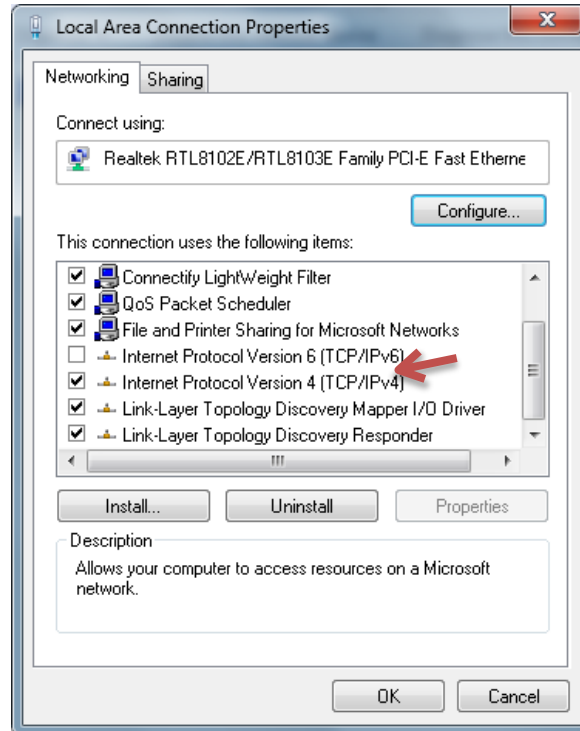 Local Area Connection Properties
Networking
Sharing
Connect using:
Realtek RTL8102E/RTL8103E Family PCI-E Fast Etherne
Configure...
This connection uses the following items:
Connectify LightWeight Filter
QoS Packet Scheduler
File and Printer Sharing for Microsoft Networks
Internet Protocol Version 6 (TCP/IPv6)
Internet Protocol Version 4 (TCP/IPv4)
Link-Layer Topology Discovery Mapper I/O Driver
Link-Layer Topology Discovery Responder
Install...
Uninstall
Properties
Description
Allows your computer to access resources on a Microsoft
network.
OK
Cancel